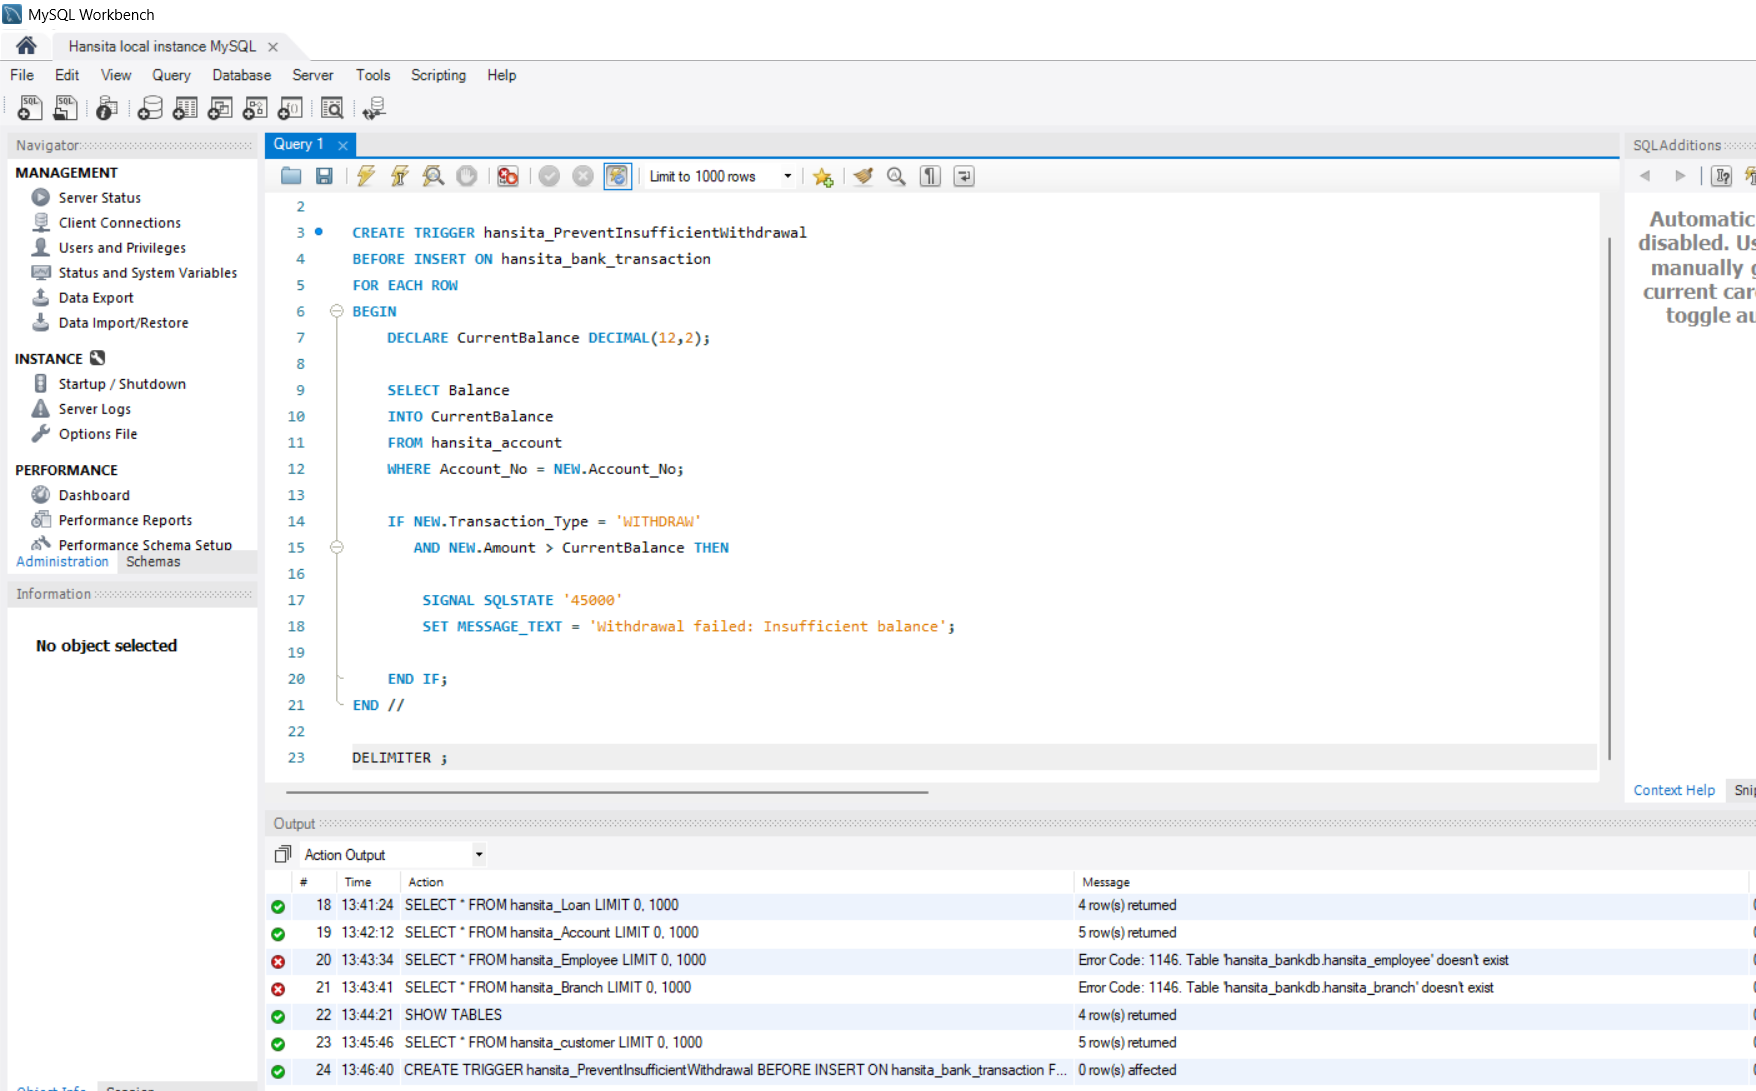 MySQL Workbench
Hansita local instance MySQL
File Edit View Query Database Server Tools Scripting Help
Navigator
MANAGEMENT
Server Status
Client Connections
Users and Privileges
Status and System Variables
Data Export
Data Import/Restore
INSTANCE
Startup / Shutdown
Server Logs
Options File
PERFORMANCE
Dashboard
Performance Reports
Performance Schema Setup
Administration Schemas
Information
No object selected
Query 1
Limit to 1000 rows
2
3 CREATE TRIGGER hansita_PreventInsufficientWithdrawal
4 BEFORE INSERT ON hansita_bank_transaction
5 FOR EACH ROW
6 BEGIN
7 DECLARE CurrentBalance DECIMAL(12,2);
8
9 SELECT Balance
10 INTO CurrentBalance
11 FROM hansita_account
12 WHERE Account_No = NEW.Account_No;
13
14 IF NEW.Transaction_Type = 'WITHDRAW'
15 AND NEW.Amount > CurrentBalance THEN
16
17 SIGNAL SQLSTATE '45000'
18 SET MESSAGE_TEXT = 'Withdrawal failed: Insufficient balance';
19
20 END IF;
21 END //
22
23 DELIMITER ;
SQLAdditions
Automatic
disabled. Us
manually g
current car
toggle au
Context Help Snip
Output
Action Output
# Time Action Message
18 13:41:24 SELECT * FROM hansita_Loan LIMIT 0, 1000 4 row(s) returned
19 13:42:12 SELECT * FROM hansita_Account LIMIT 0, 1000 5 row(s) returned
20 13:43:34 SELECT * FROM hansita_Employee LIMIT 0, 1000 Error Code: 1146. Table 'hansita_bankdb.hansita_employee' doesn't exist
21 13:43:41 SELECT * FROM hansita_Branch LIMIT 0, 1000 Error Code: 1146. Table 'hansita_bankdb.hansita_branch' doesn't exist
22 13:44:21 SHOW TABLES 4 row(s) returned
23 13:45:46 SELECT * FROM hansita_customer LIMIT 0, 1000 5 row(s) returned
24 13:46:40 CREATE TRIGGER hansita_PreventInsufficientWithdrawal BEFORE INSERT ON hansita_bank_transaction F... 0 row(s) affected